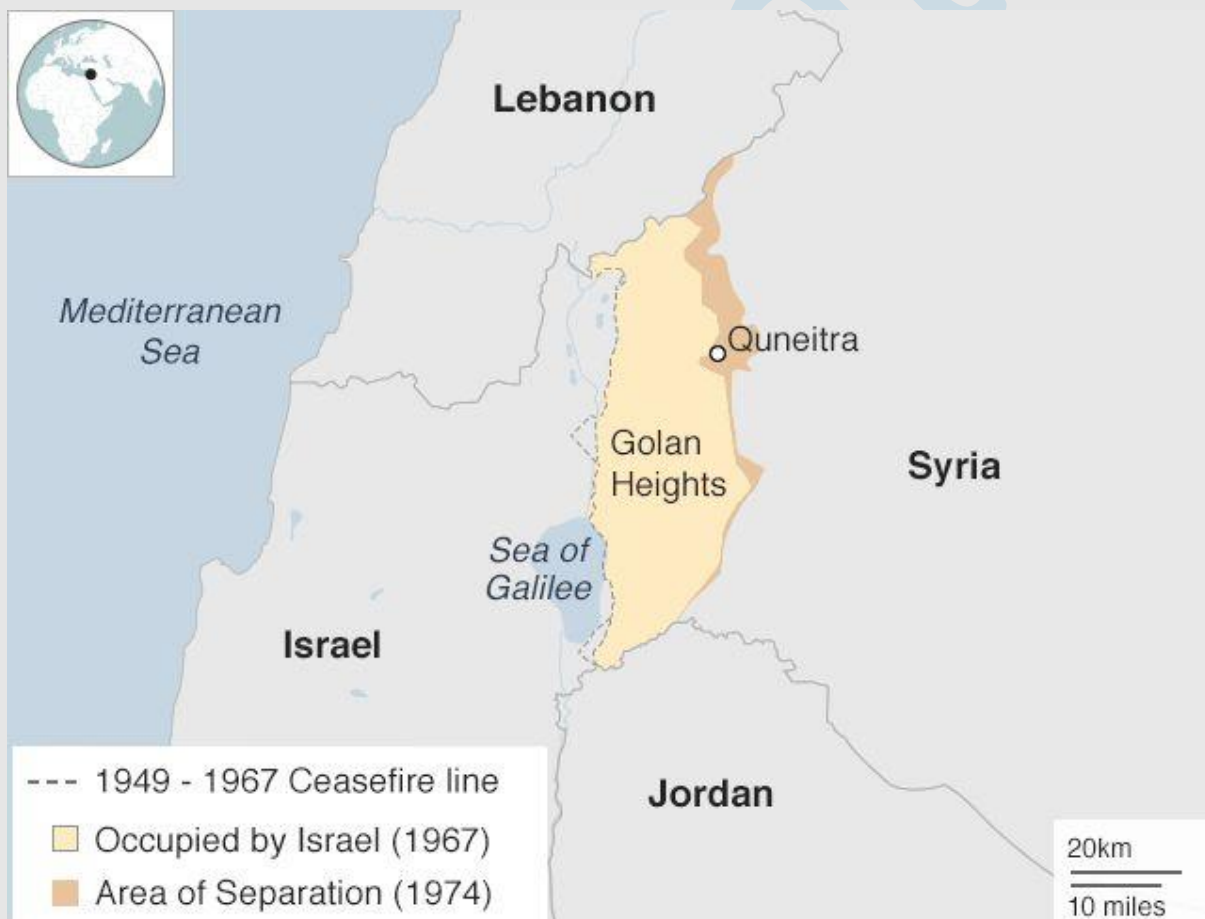 Lebanon
Mediterranean
Sea
Quneitra
Golan
Heights
Syria
Sea of
Galilee
Israel
Jordan
1949 - 1967 Ceasefire line
Occupied by Israel (1967)
Area of Separation (1974)
20km
10 miles